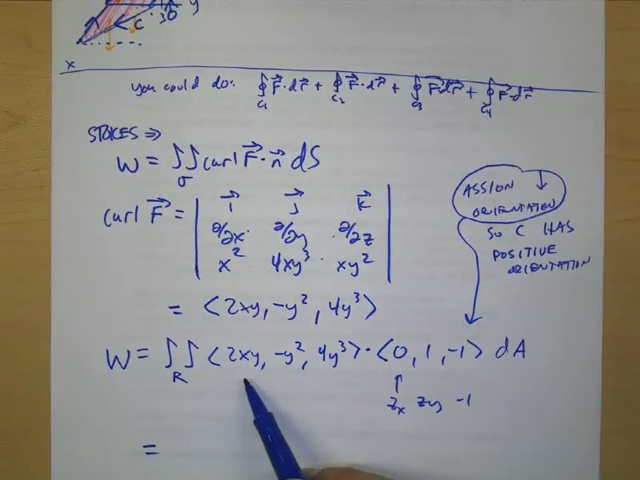 C 3 y
x
you could do: ∮C₁ F⃗·dr⃗ + ∮C₂ F⃗·dr⃗ + ∮C₃ F⃗·dr⃗ + ∮C₄ F⃗·dr⃗
STOKES ⇒
W = ∬σ curl F⃗ · n⃗ dS
curl F⃗ = | i⃗ j⃗ k⃗ |
∂/∂x ∂/∂y ∂/∂z
x² 4xy³ xy²
= ⟨2xy, -y², 4y³⟩
ASSIGN ↓
ORIENTATION
SO C HAS
POSITIVE
ORIENTATION
W = ∬R ⟨2xy, -y², 4y³⟩ · ⟨0, 1, -1⟩ dA
↑
zx zy -1
=